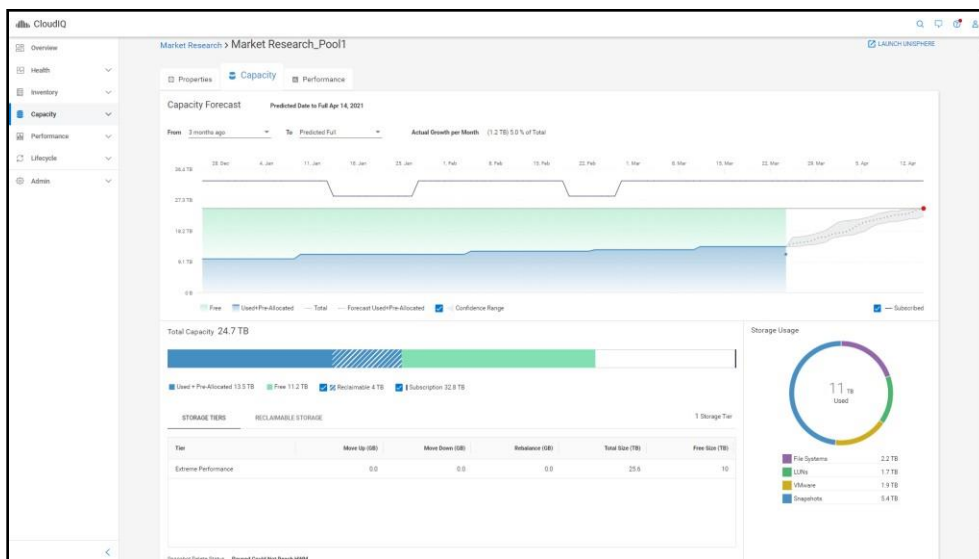 CloudIQ
Overview
Health
Inventory
Capacity
Performance
Lifecycle
Admin
Market Research > Market Research_Pool1
LAUNCH UNISPHERE
Properties
Capacity
Performance
Capacity Forecast
Predicted Date to Full Apr 14, 2021
From 3 months ago To Predicted Full Actual Growth per Month (1.2 TB) 5.0 % of Total
28. Dec 4. Jan 11. Jan 18. Jan 25. Jan 1. Feb 8. Feb 15. Feb 22. Feb 1. Mar 8. Mar 15. Mar 22. Mar 29. Mar 5. Apr 12. Apr
36.4 TB
27.3 TB
18.2 TB
9.1 TB
0 B
Free Used+Pre-Allocated Total Forecast Used+Pre-Allocated Confidence Range Subscribed
Total Capacity 24.7 TB
Used + Pre-Allocated 13.5 TB Free 11.2 TB Reclaimable 4 TB Subscription 32.8 TB
STORAGE TIERS RECLAIMABLE STORAGE 1 Storage Tier
Tier Move Up (GB) Move Down (GB) Rebalance (GB) Total Size (TB) Free Size (TB)
Extreme Performance 0.0 0.0 0.0 25.6 10
Storage Usage
11 TB
Used
File Systems 2.2 TB
LUNs 1.7 TB
VMware 1.9 TB
Snapshots 5.4 TB